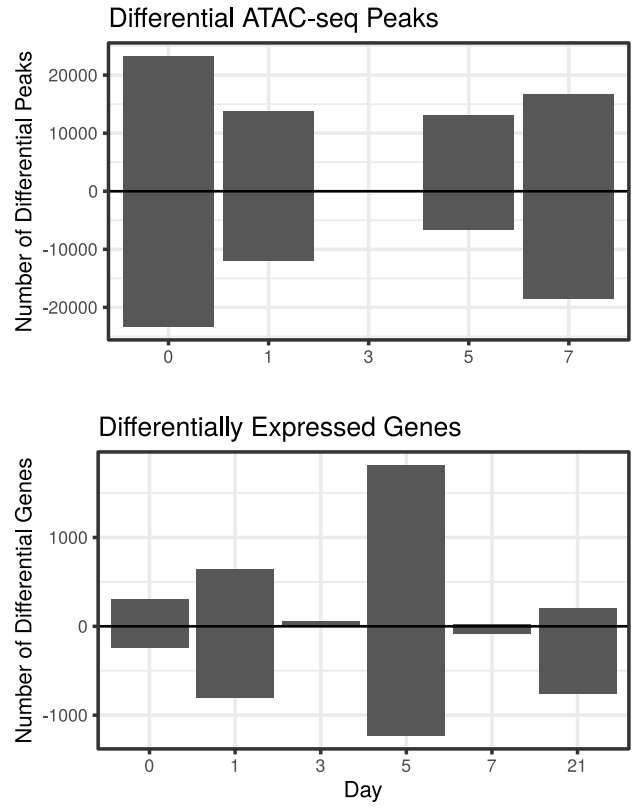 Differential ATAC-seq Peaks
Number of Differential Peaks
20000
10000
0
-10000
-20000
0 1 3 5 7
Differentially Expressed Genes
Number of Differential Genes
1000
0
-1000
0 1 3 5 7 21
Day